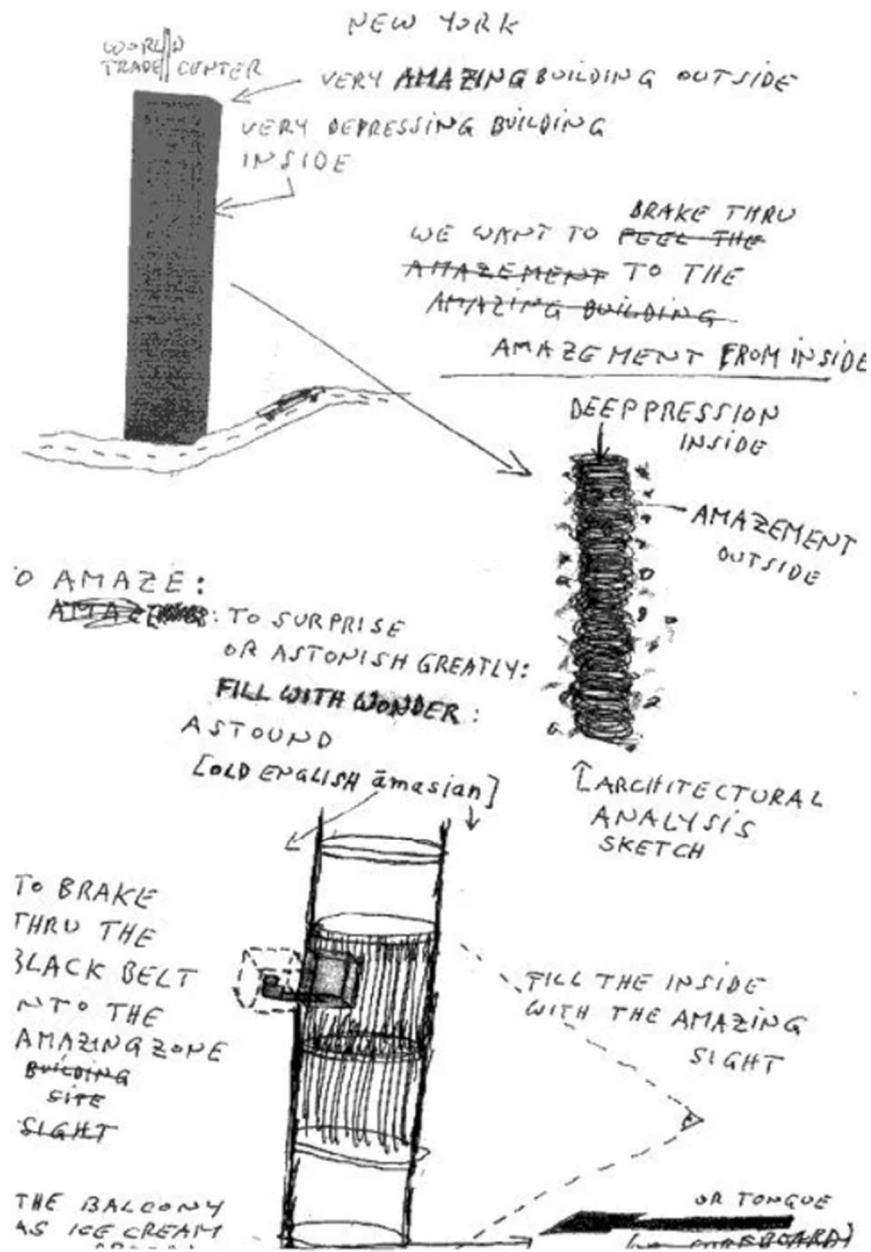 NEW YORK
WORLD
TRADE CENTER
VERY AMAZING BUILDING OUTSIDE
VERY DEPRESSING BUILDING
INSIDE
BRAKE THRU
WE WANT TO FEEL THE
AMAZEMENT TO THE
AMAZING BUILDING
AMAZEMENT FROM INSIDE
DEEPPRESSION
INSIDE
AMAZEMENT
OUTSIDE
O AMAZE:
: TO SURPRISE
OR ASTONISH GREATLY:
FILL WITH WONDER:
ASTOUND
[OLD ENGLISH āmasian]
ARCHITECTURAL
ANALYSIS
SKETCH
TO BRAKE
THRU THE
BLACK BELT
NTO THE
AMAZING ZONE
BUILDING
SITE
SIGHT
FILL THE INSIDE
WITH THE AMAZING
SIGHT
THE BALCONY
AS ICE CREAM
OR TONGUE